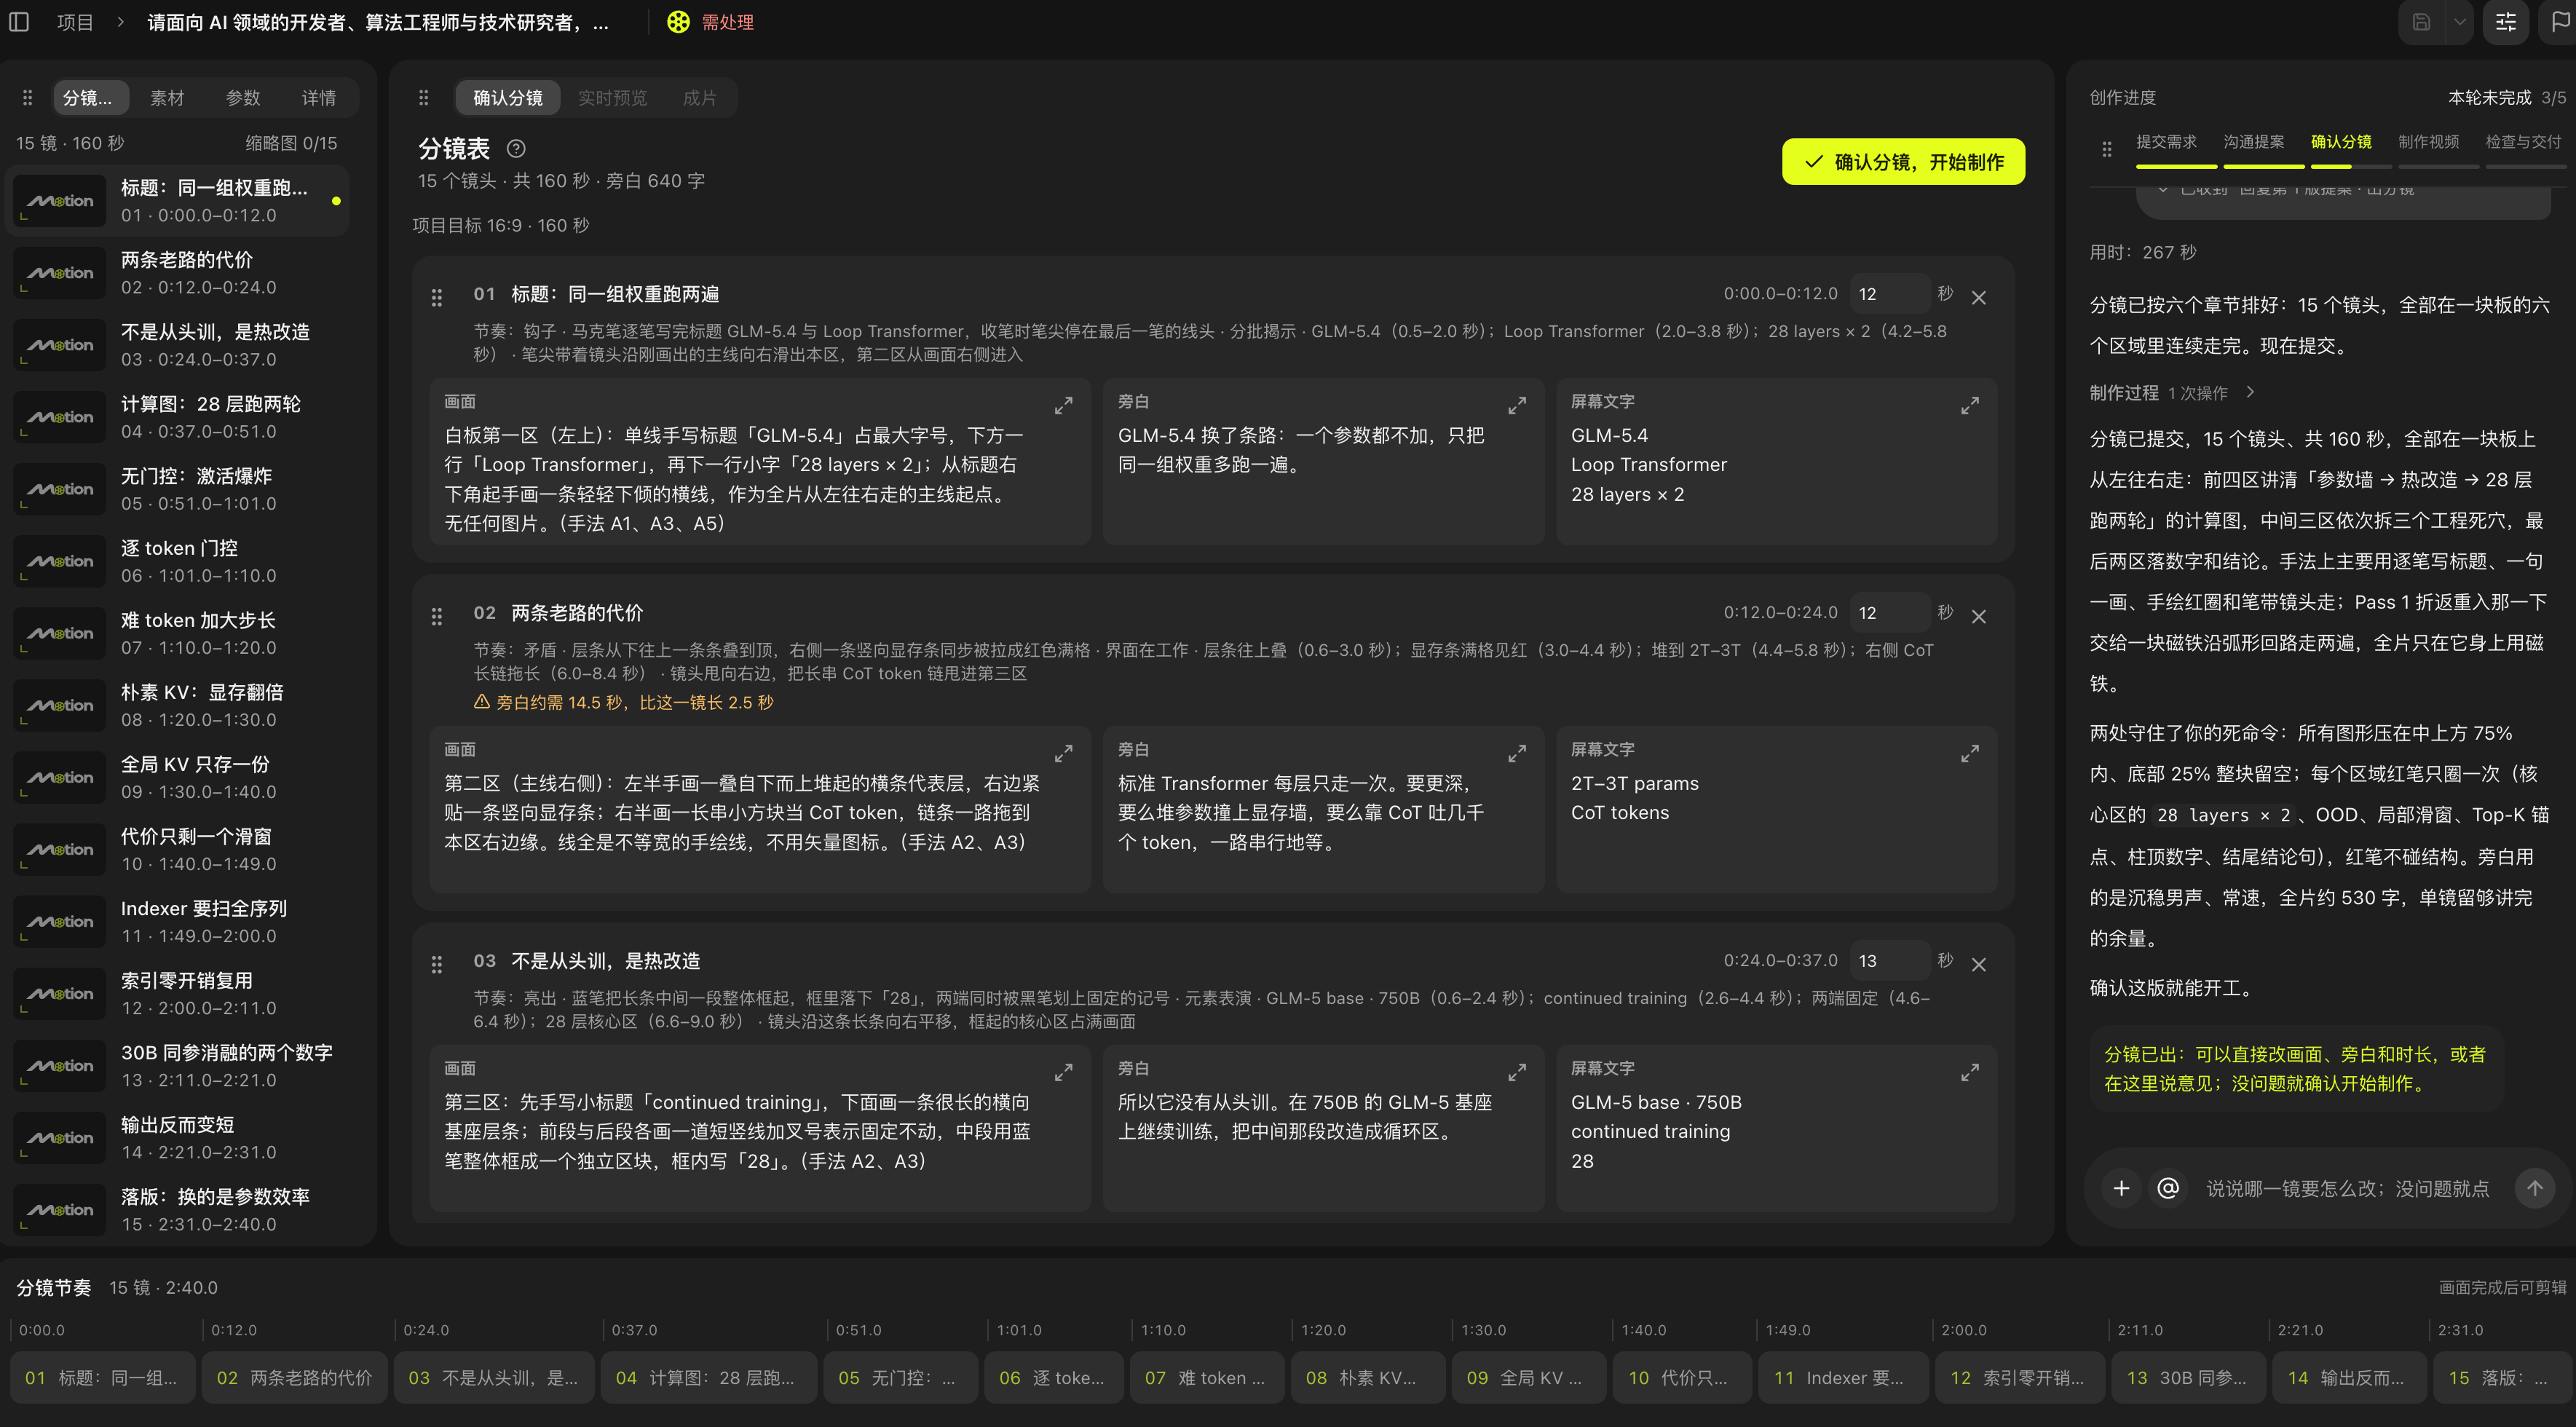 项目 > 请面向 AI 领域的开发者、算法工程师与技术研究者，... 需处理
分镜... 素材 参数 详情
15 镜 · 160 秒 缩略图 0/15
Motion
标题：同一组权重跑...
01 · 0:00.0–0:12.0
Motion
两条老路的代价
02 · 0:12.0–0:24.0
Motion
不是从头训，是热改造
03 · 0:24.0–0:37.0
Motion
计算图：28 层跑两轮
04 · 0:37.0–0:51.0
Motion
无门控：激活爆炸
05 · 0:51.0–1:01.0
Motion
逐 token 门控
06 · 1:01.0–1:10.0
Motion
难 token 加大步长
07 · 1:10.0–1:20.0
Motion
朴素 KV：显存翻倍
08 · 1:20.0–1:30.0
Motion
全局 KV 只存一份
09 · 1:30.0–1:40.0
Motion
代价只剩一个滑窗
10 · 1:40.0–1:49.0
Motion
Indexer 要扫全序列
11 · 1:49.0–2:00.0
Motion
索引零开销复用
12 · 2:00.0–2:11.0
Motion
30B 同参消融的两个数字
13 · 2:11.0–2:21.0
Motion
输出反而变短
14 · 2:21.0–2:31.0
Motion
落版：换的是参数效率
15 · 2:31.0–2:40.0
确认分镜 实时预览 成片
分镜表
15 个镜头 · 共 160 秒 · 旁白 640 字
确认分镜，开始制作
项目目标 16:9 · 160 秒
01 标题：同一组权重跑两遍 0:00.0–0:12.0 12 秒
节奏：钩子 · 马克笔逐笔写完标题 GLM-5.4 与 Loop Transformer，收笔时笔尖停在最后一笔的线头 · 分批揭示 · GLM-5.4（0.5–2.0 秒）；Loop Transformer（2.0–3.8 秒）；28 layers × 2（4.2–5.8
秒） · 笔尖带着镜头沿刚画出的主线向右滑出本区，第二区从画面右侧进入
画面
白板第一区（左上）：单线手写标题「GLM-5.4」占最大字号，下方一
行「Loop Transformer」，再下一行小字「28 layers × 2」；从标题右
下角起手画一条轻轻下倾的横线，作为全片从左往右走的主线起点。
无任何图片。（手法 A1、A3、A5）
旁白
GLM-5.4 换了条路：一个参数都不加，只把
同一组权重多跑一遍。
屏幕文字
GLM-5.4
Loop Transformer
28 layers × 2
02 两条老路的代价 0:12.0–0:24.0 12 秒
节奏：矛盾 · 层条从下往上一条条叠到顶，右侧一条竖向显存条同步被拉成红色满格 · 界面在工作 · 层条往上叠（0.6–3.0 秒）；显存条满格见红（3.0–4.4 秒）；堆到 2T–3T（4.4–5.8 秒）；右侧 CoT
长链拖长（6.0–8.4 秒） · 镜头甩向右边，把长串 CoT token 链甩进第三区
旁白约需 14.5 秒，比这一镜长 2.5 秒
画面
第二区（主线右侧）：左半手画一叠自下而上堆起的横条代表层，右边紧
贴一条竖向显存条；右半画一长串小方块当 CoT token，链条一路拖到
本区右边缘。线全是不等宽的手绘线，不用矢量图标。（手法 A2、A3）
旁白
标准 Transformer 每层只走一次。要更深，
要么堆参数撞上显存墙，要么靠 CoT 吐几千
个 token，一路串行地等。
屏幕文字
2T–3T params
CoT tokens
03 不是从头训，是热改造 0:24.0–0:37.0 13 秒
节奏：亮出 · 蓝笔把长条中间一段整体框起，框里落下「28」，两端同时被黑笔划上固定的记号 · 元素表演 · GLM-5 base · 750B（0.6–2.4 秒）；continued training（2.6–4.4 秒）；两端固定（4.6–
6.4 秒）；28 层核心区（6.6–9.0 秒） · 镜头沿这条长条向右平移，框起的核心区占满画面
画面
第三区：先手写小标题「continued training」，下面画一条很长的横向
基座层条；前段与后段各画一道短竖线加叉号表示固定不动，中段用蓝
笔整体框成一个独立区块，框内写「28」。（手法 A2、A3）
旁白
所以它没有从头训。在 750B 的 GLM-5 基座
上继续训练，把中间那段改造成循环区。
屏幕文字
GLM-5 base · 750B
continued training
28
创作进度 本轮未完成 3/5
提交需求 沟通提案 确认分镜 制作视频 检查与交付
已收到 回复第 1 版提案 · 出分镜
用时：267 秒
分镜已按六个章节排好：15 个镜头，全部在一块板的六
个区域里连续走完。现在提交。
制作过程 1 次操作 >
分镜已提交，15 个镜头、共 160 秒，全部在一块板上
从左往右走：前四区讲清「参数墙 → 热改造 → 28 层
跑两轮」的计算图，中间三区依次拆三个工程死穴，最
后两区落数字和结论。手法上主要用逐笔写标题、一句
一画、手绘红圈和笔带镜头走；Pass 1 折返重入那一下
交给一块磁铁沿弧形回路走两遍，全片只在它身上用磁
铁。
两处守住了你的死命令：所有图形压在中上方 75%
内、底部 25% 整块留空；每个区域红笔只圈一次（核
心区的 28 layers × 2 、OOD、局部滑窗、Top-K 锚
点、柱顶数字、结尾结论句），红笔不碰结构。旁白用
的是沉稳男声、常速，全片约 530 字，单镜留够讲完
的余量。
确认这版就能开工。
分镜已出：可以直接改画面、旁白和时长，或者
在这里说意见；没问题就确认开始制作。
说说哪一镜要怎么改；没问题就点
分镜节奏 15 镜 · 2:40.0 画面完成后可剪辑
0:00.0 0:12.0 0:24.0 0:37.0 0:51.0 1:01.0 1:10.0 1:20.0 1:30.0 1:40.0 1:49.0 2:00.0 2:11.0 2:21.0 2:31.0
01 标题：同一组... 02 两条老路的代价 03 不是从头训，是... 04 计算图：28 层跑... 05 无门控：... 06 逐 toke... 07 难 token ... 08 朴素 KV... 09 全局 KV ... 10 代价只... 11 Indexer 要... 12 索引零开销... 13 30B 同参... 14 输出反而... 15 落版：...